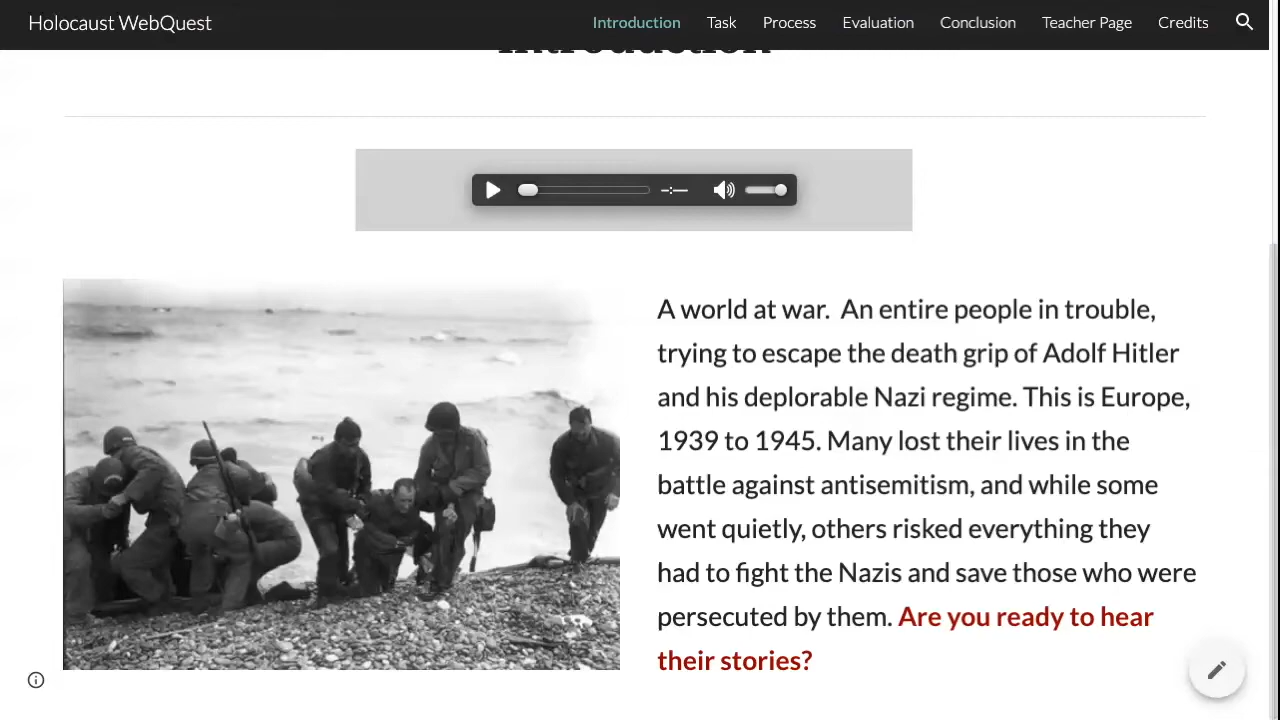 Holocaust WebQuest
Introduction Task Process Evaluation Conclusion Teacher Page Credits
Introduction
A world at war. An entire people in trouble,
trying to escape the death grip of Adolf Hitler
and his deplorable Nazi regime. This is Europe,
1939 to 1945. Many lost their lives in the
battle against antisemitism, and while some
went quietly, others risked everything they
had to fight the Nazis and save those who were
persecuted by them. Are you ready to hear
their stories?